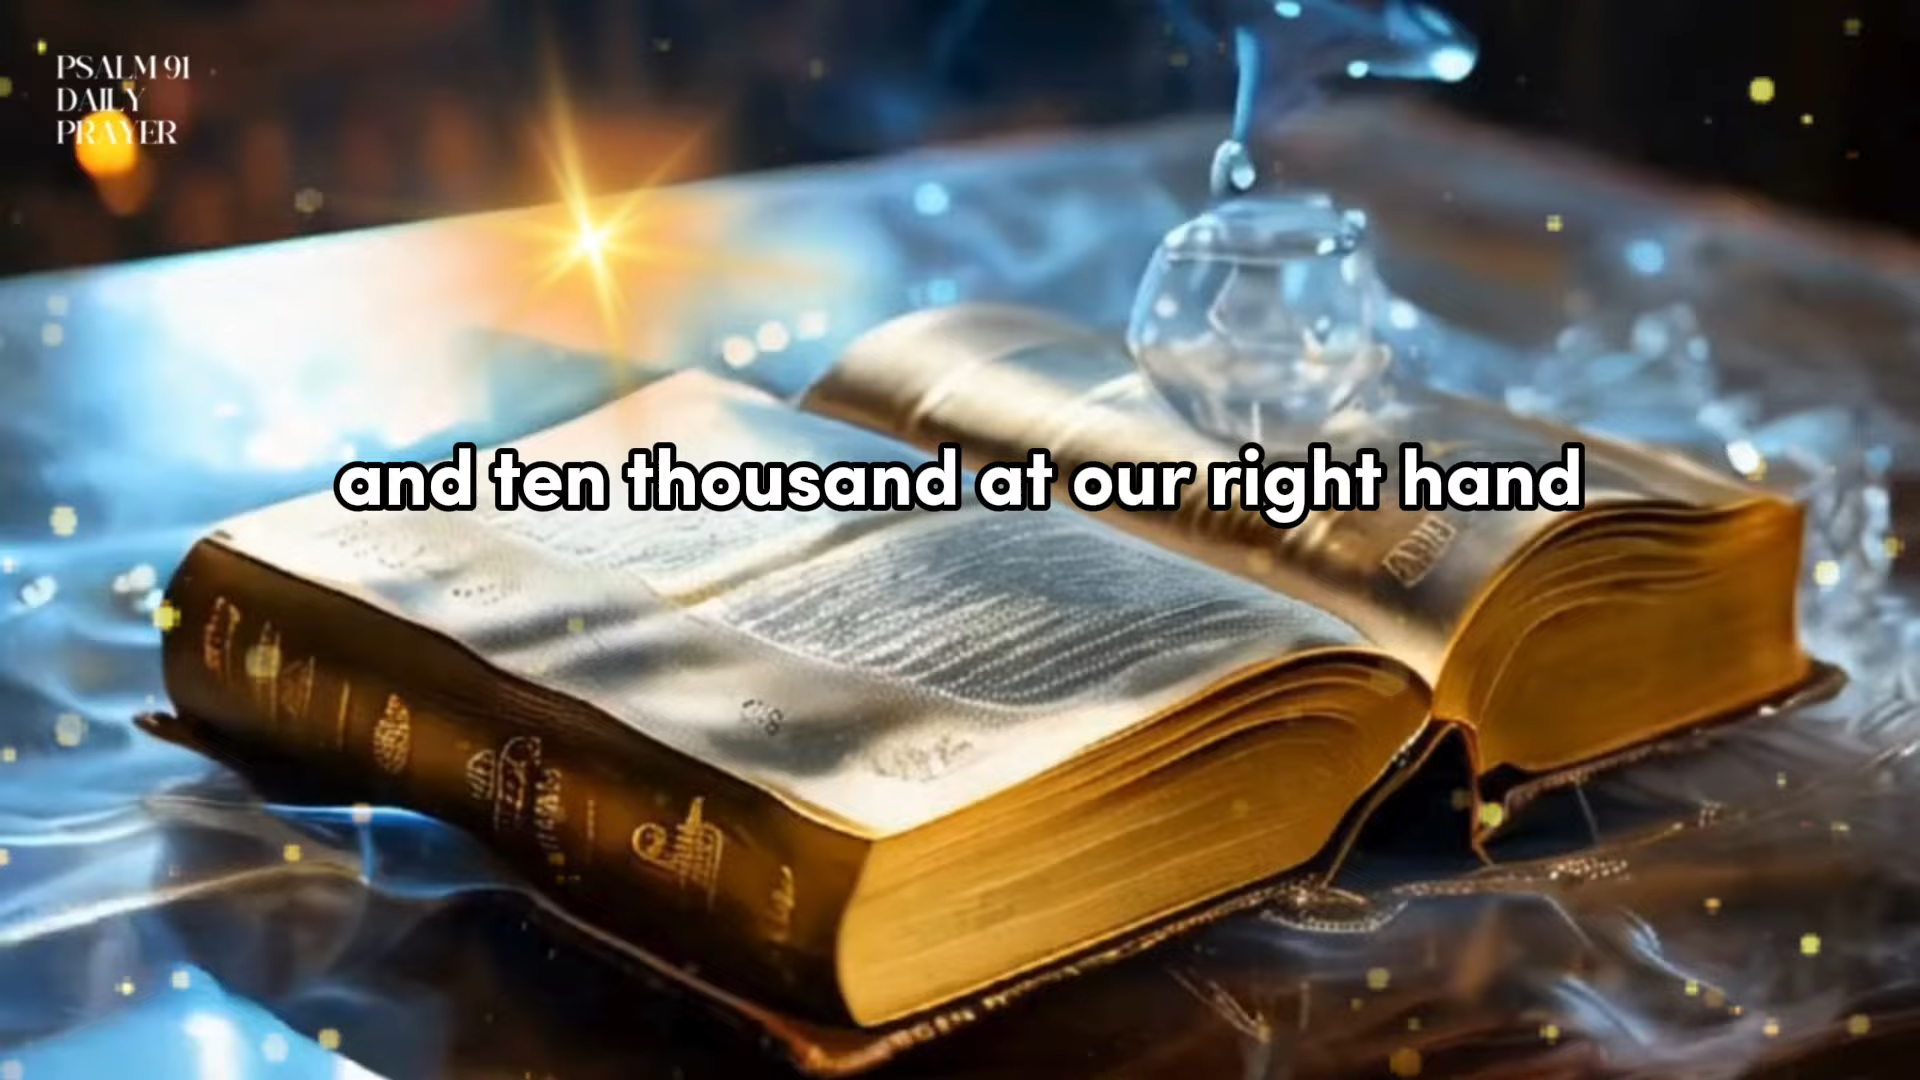 PSALM 91
DAILY
PRAYER
and ten thousand at our right hand